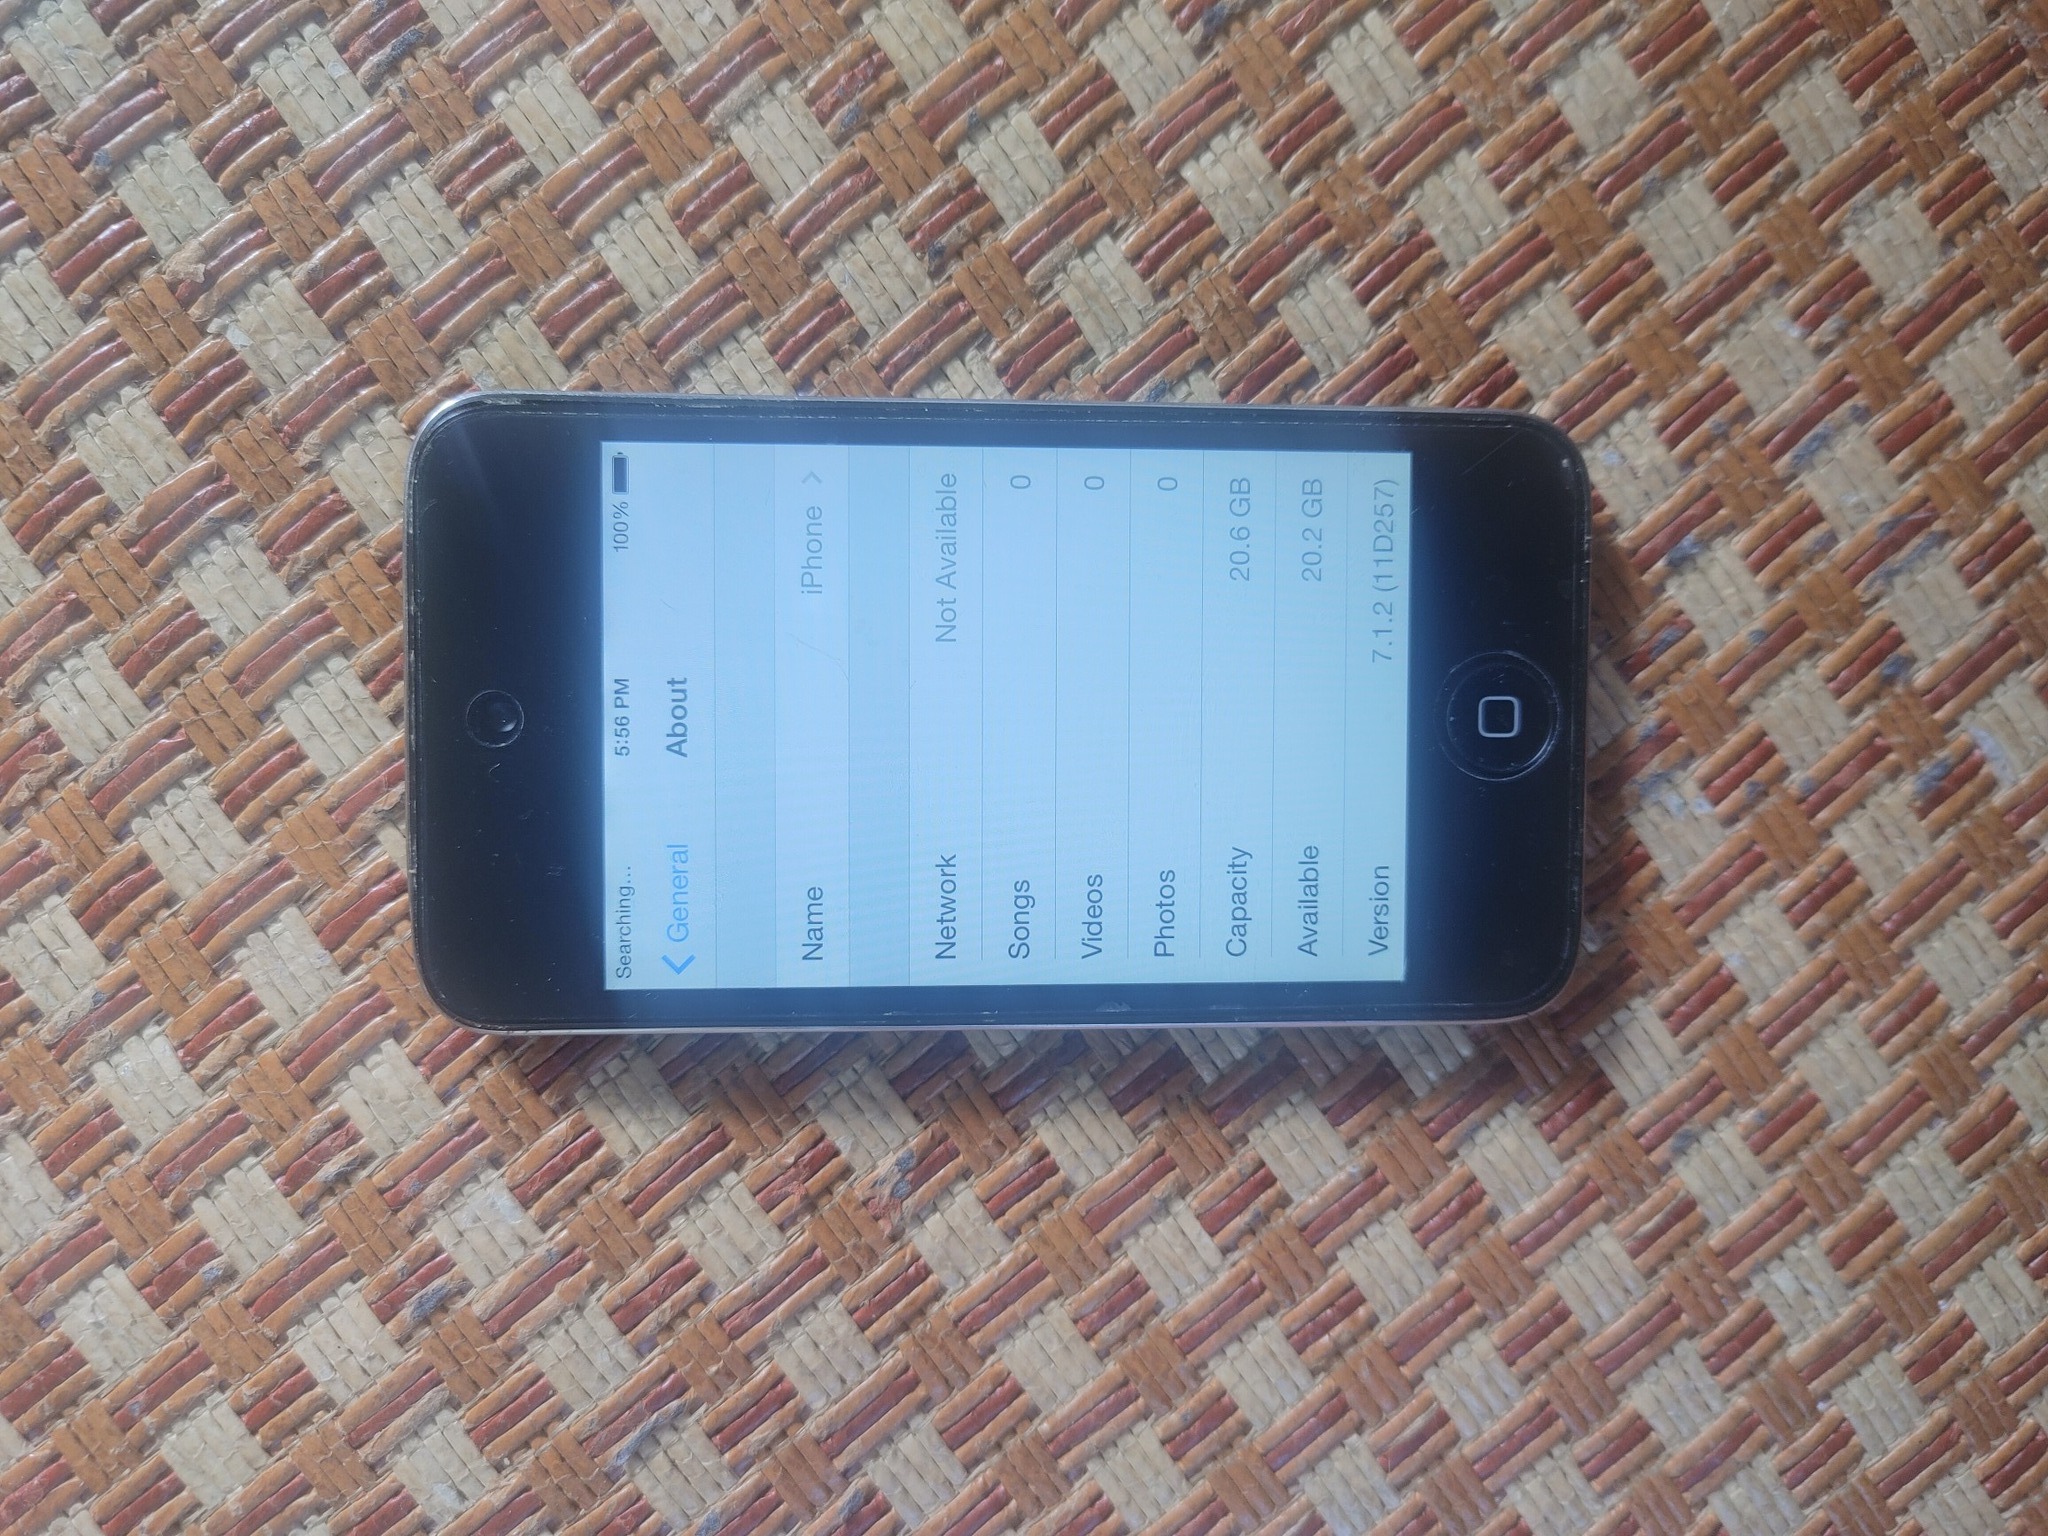 Searching... 5:56 PM 100%
General About
Name iPhone
Network Not Available
Songs 0
Videos 0
Photos 0
Capacity 20.6 GB
Available 20.2 GB
Version 7.1.2 (11D257)